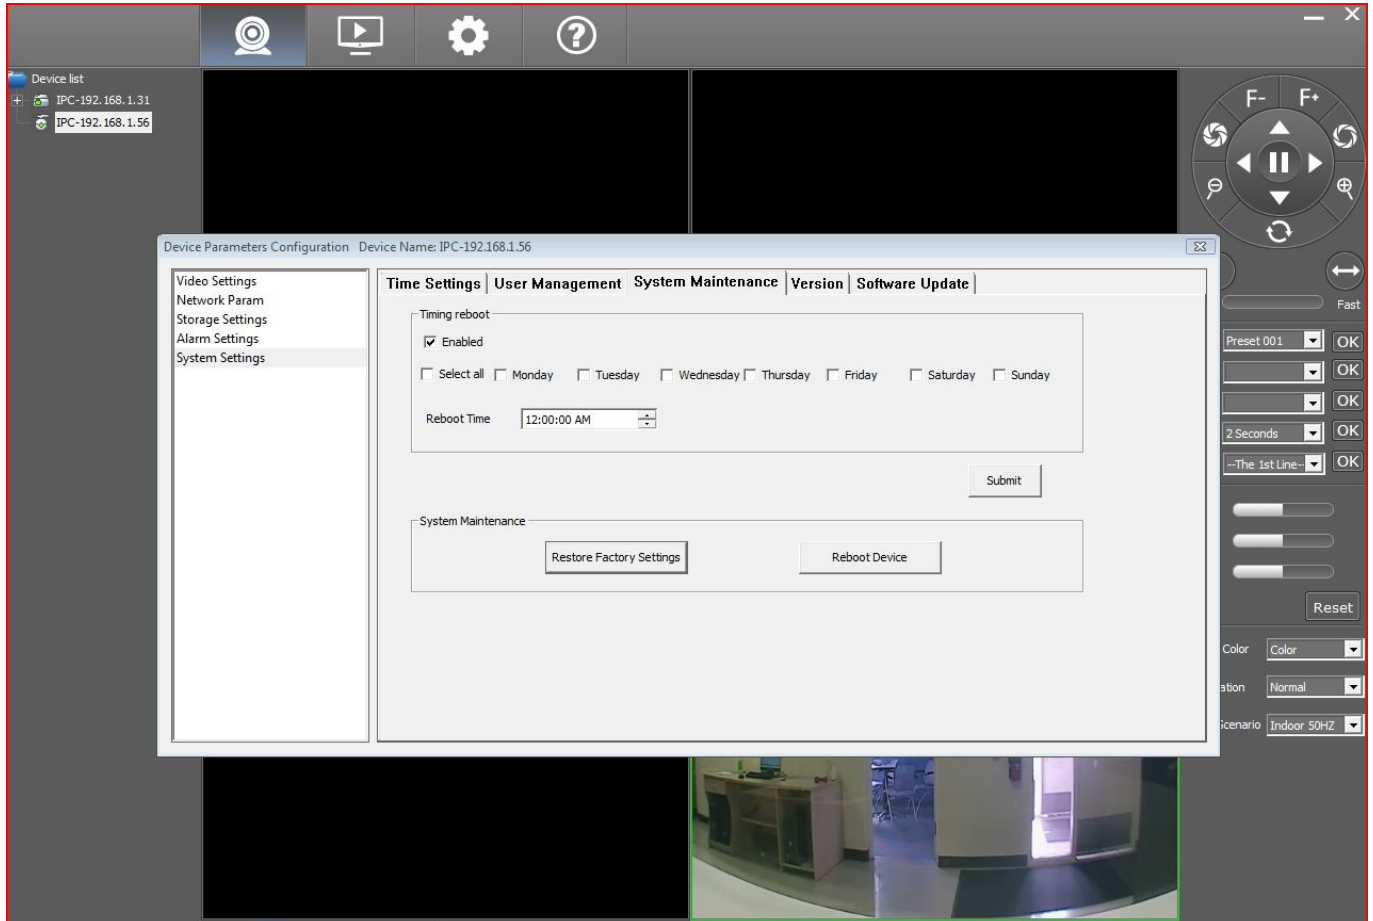 Device list
IPC-192.168.1.31
IPC-192.168.1.56
F- F+
Device Parameters Configuration Device Name: IPC-192.168.1.56
Video Settings
Network Param
Storage Settings
Alarm Settings
System Settings
Time Settings User Management System Maintenance Version Software Update
Timing reboot
Enabled
Select all Monday Tuesday Wednesday Thursday Friday Saturday Sunday
Reboot Time 12:00:00 AM
Submit
System Maintenance
Restore Factory Settings Reboot Device
Fast
Preset 001 OK
OK
OK
2 Seconds OK
--The 1st Line-- OK
Reset
Color Color
ation Normal
Scenario Indoor 50HZ